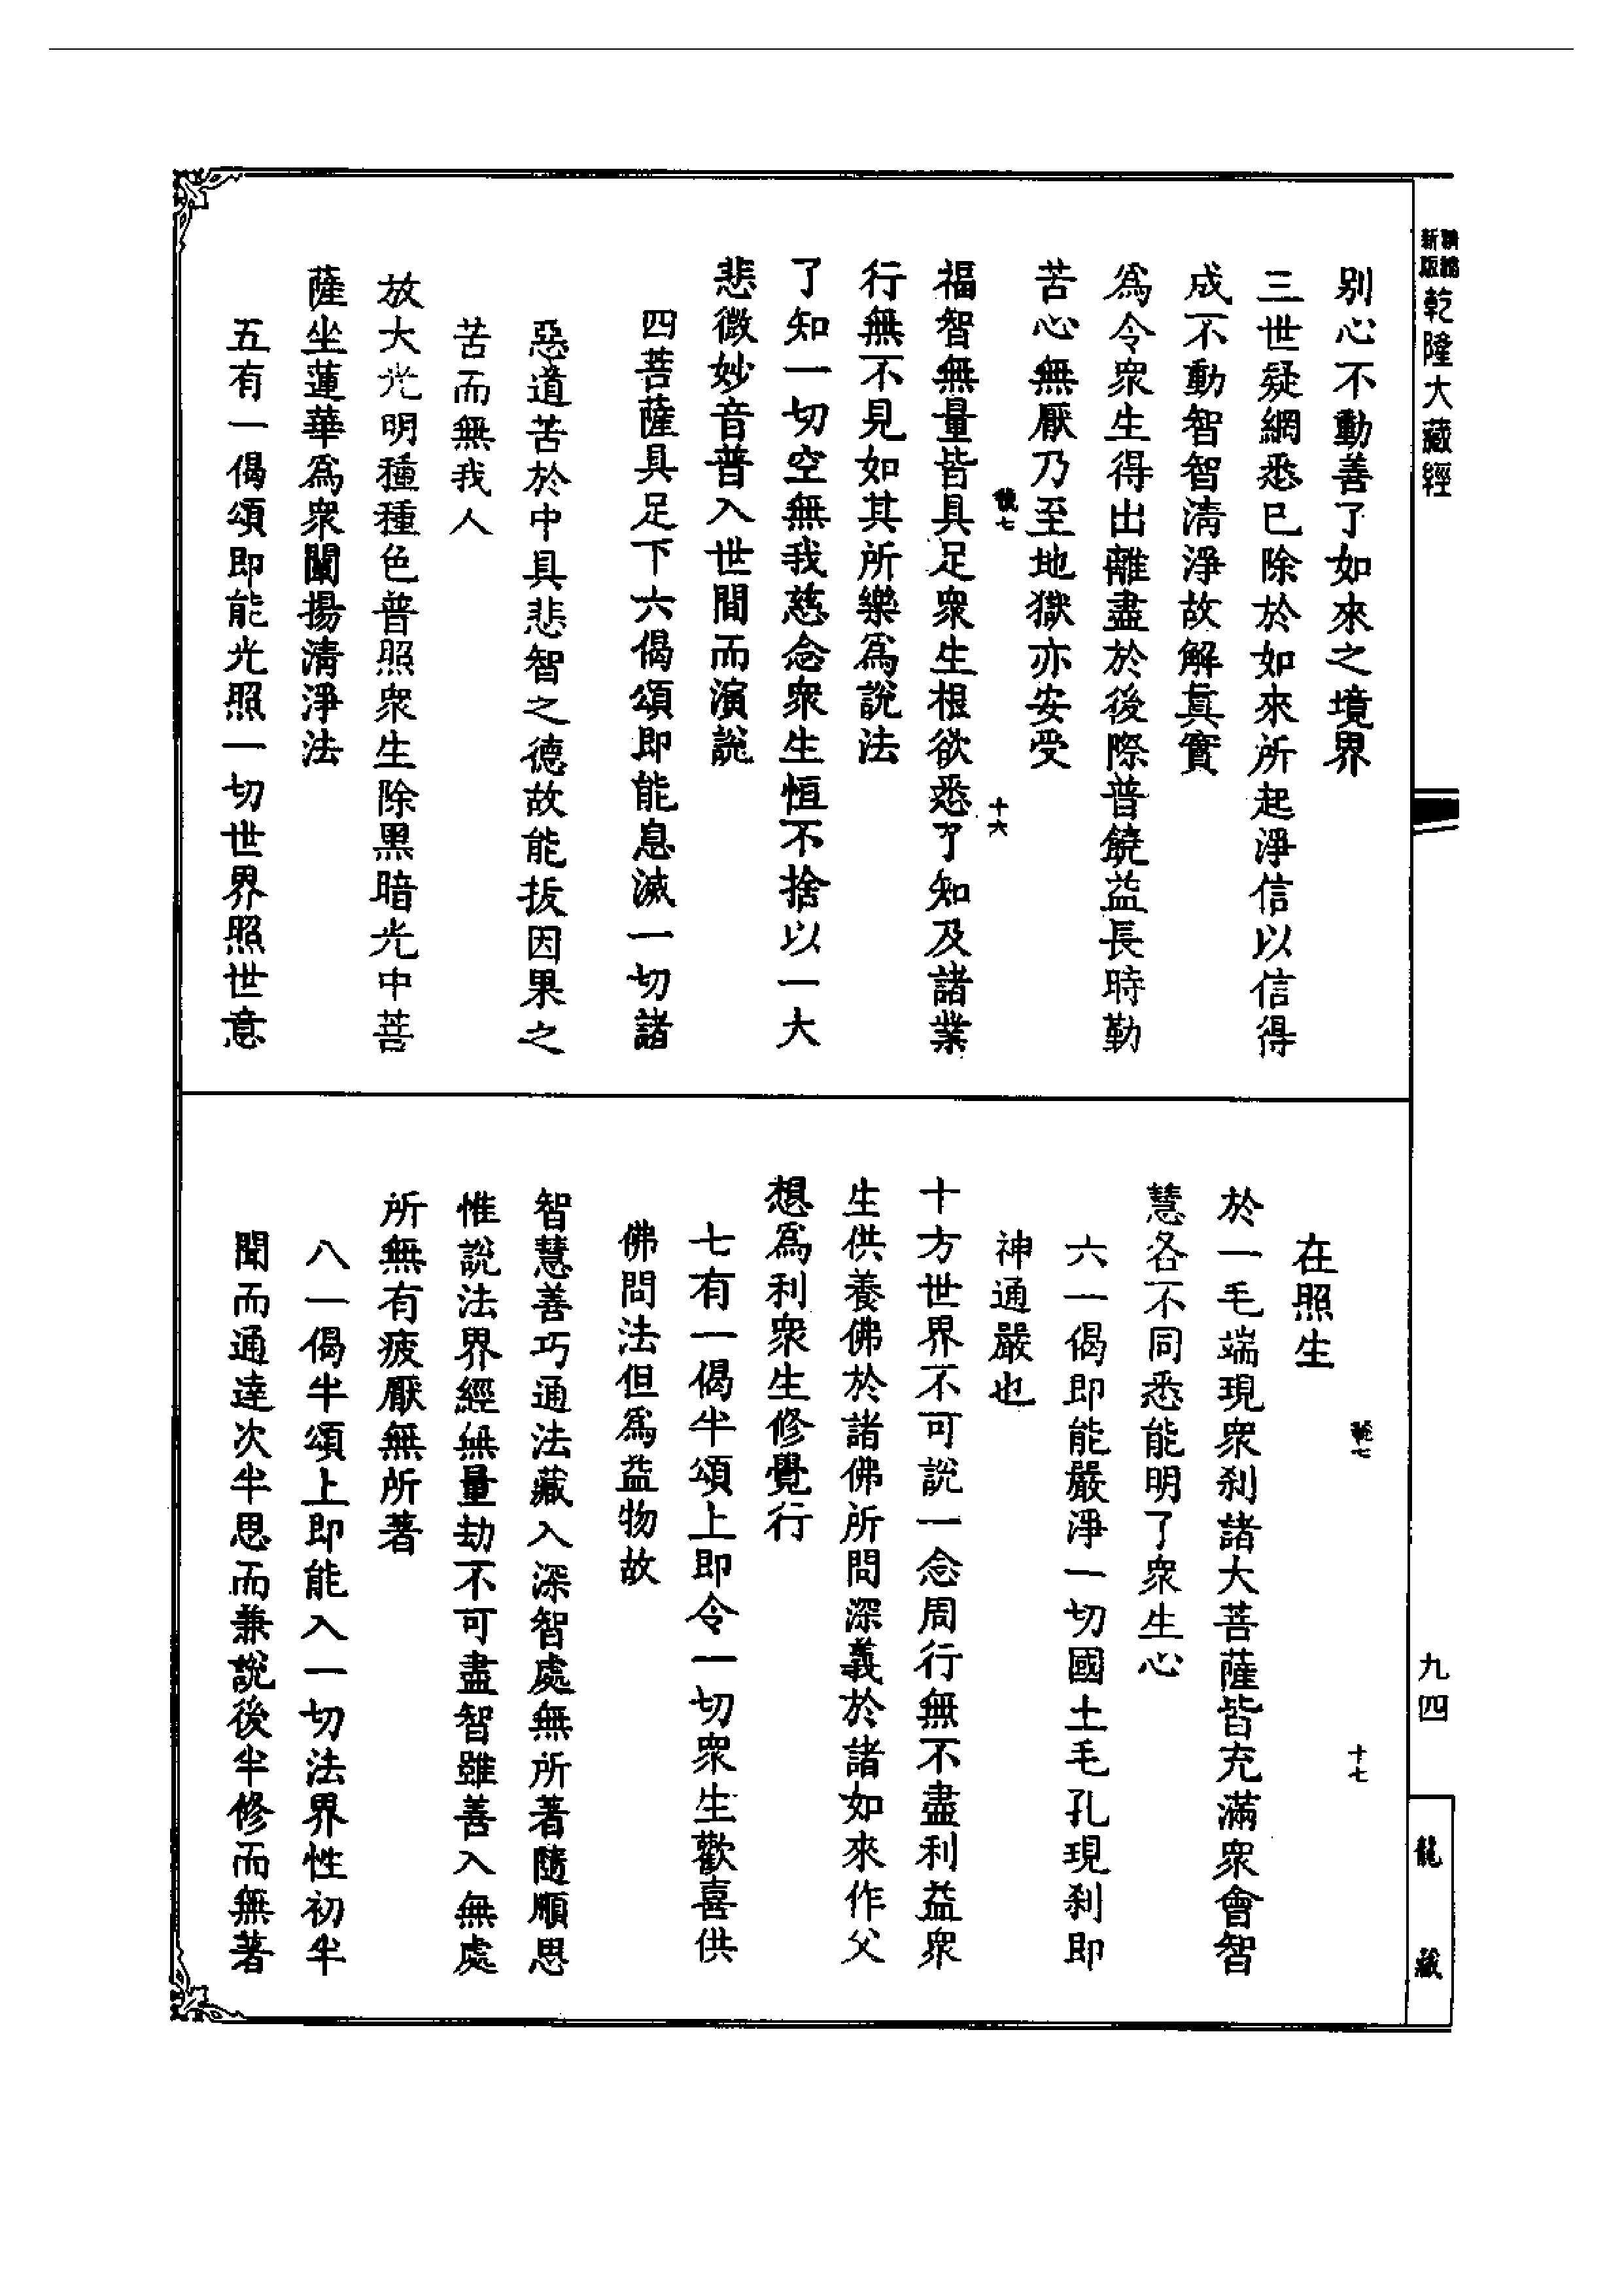 新版
乾隆大藏經
别心不動善了如來之境界
三世疑網悉已除於如來所起淨信以信得
成不動智智清淨故解眞實
爲令衆生得出離盡於後際普饒益長時勤
苦心無厭乃至地獄亦安受
十六
福智無量皆具足衆生根欲悉了知及諸業
行無不見如其所樂爲說法
了知一切空無我慈念衆生恒不捨以一大
悲微妙音普入世間而演說
四菩薩具足下六偈頌即能息滅一切諸
惡道苦於中具悲智之德故能拔因果之
苦而無我人
放大光明種種色普照衆生除黑暗光中菩
薩坐蓮華爲衆闡揚清淨法
五有一偈頌即能光照一切世界照世意
九四
龍藏
十七
在照生
於一毛端現衆刹諸大菩薩皆充滿衆會智
慧各不同悉能明了衆生心
六一偈即能嚴淨一切國土毛孔現刹即
神通嚴也
十方世界不可說一念周行無不盡利益衆
生供養佛於諸佛所問深義於諸如來作父
想爲利衆生修覺行
七有一偈半頌上即令一切衆生歡喜供
佛問法但爲益物故
智慧善巧通法藏入深智處無所著隨順思
惟說法界經無量劫不可盡智雖善入無處
所無有疲厭無所著
八一偈半頌上即能入一切法界性初半
聞而通達次半思而兼說後半修而無著